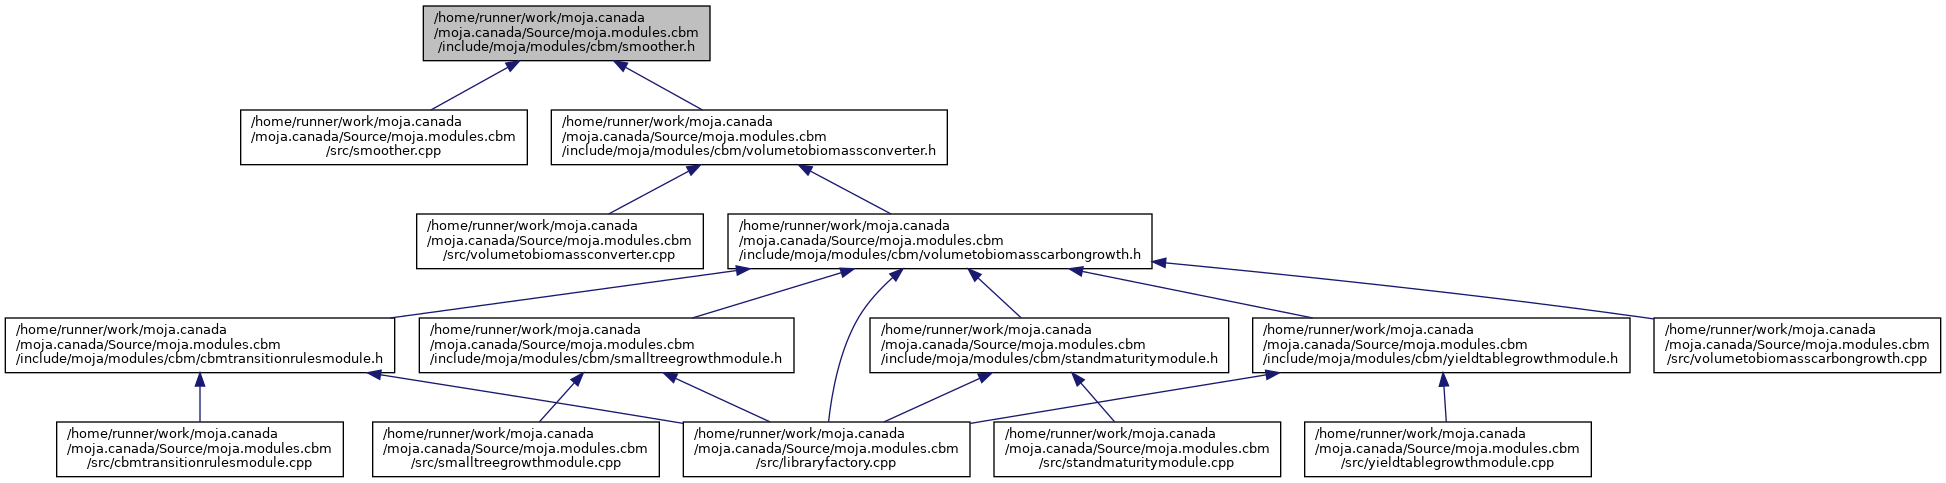 /home/runner/work/moja.canada
/moja.canada/Source/moja.modules.cbm
/include/moja/modules/cbm/smoother.h
/home/runner/work/moja.canada
/moja.canada/Source/moja.modules.cbm
/src/smoother.cpp
/home/runner/work/moja.canada
/moja.canada/Source/moja.modules.cbm
/include/moja/modules/cbm/volumetobiomassconverter.h
/home/runner/work/moja.canada
/moja.canada/Source/moja.modules.cbm
/src/volumetobiomassconverter.cpp
/home/runner/work/moja.canada
/moja.canada/Source/moja.modules.cbm
/include/moja/modules/cbm/volumetobiomasscarbongrowth.h
/home/runner/work/moja.canada
/moja.canada/Source/moja.modules.cbm
/include/moja/modules/cbm/cbmtransitionrulesmodule.h
/home/runner/work/moja.canada
/moja.canada/Source/moja.modules.cbm
/include/moja/modules/cbm/smalltreegrowthmodule.h
/home/runner/work/moja.canada
/moja.canada/Source/moja.modules.cbm
/include/moja/modules/cbm/standmaturitymodule.h
/home/runner/work/moja.canada
/moja.canada/Source/moja.modules.cbm
/include/moja/modules/cbm/yieldtablegrowthmodule.h
/home/runner/work/moja.canada
/moja.canada/Source/moja.modules.cbm
/src/volumetobiomasscarbongrowth.cpp
/home/runner/work/moja.canada
/moja.canada/Source/moja.modules.cbm
/src/cbmtransitionrulesmodule.cpp
/home/runner/work/moja.canada
/moja.canada/Source/moja.modules.cbm
/src/smalltreegrowthmodule.cpp
/home/runner/work/moja.canada
/moja.canada/Source/moja.modules.cbm
/src/libraryfactory.cpp
/home/runner/work/moja.canada
/moja.canada/Source/moja.modules.cbm
/src/standmaturitymodule.cpp
/home/runner/work/moja.canada
/moja.canada/Source/moja.modules.cbm
/src/yieldtablegrowthmodule.cpp